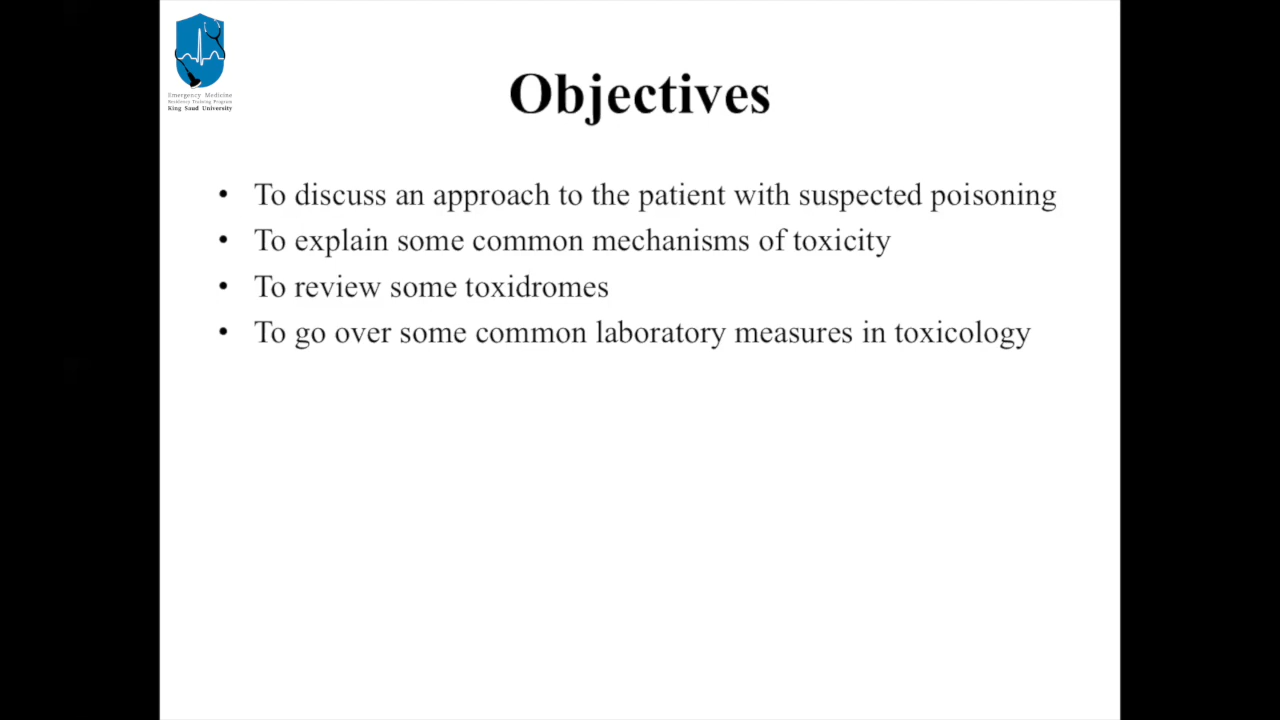 Emergency Medicine
Residency Training Program
King Saud University
Objectives
• To discuss an approach to the patient with suspected poisoning
• To explain some common mechanisms of toxicity
• To review some toxidromes
• To go over some common laboratory measures in toxicology